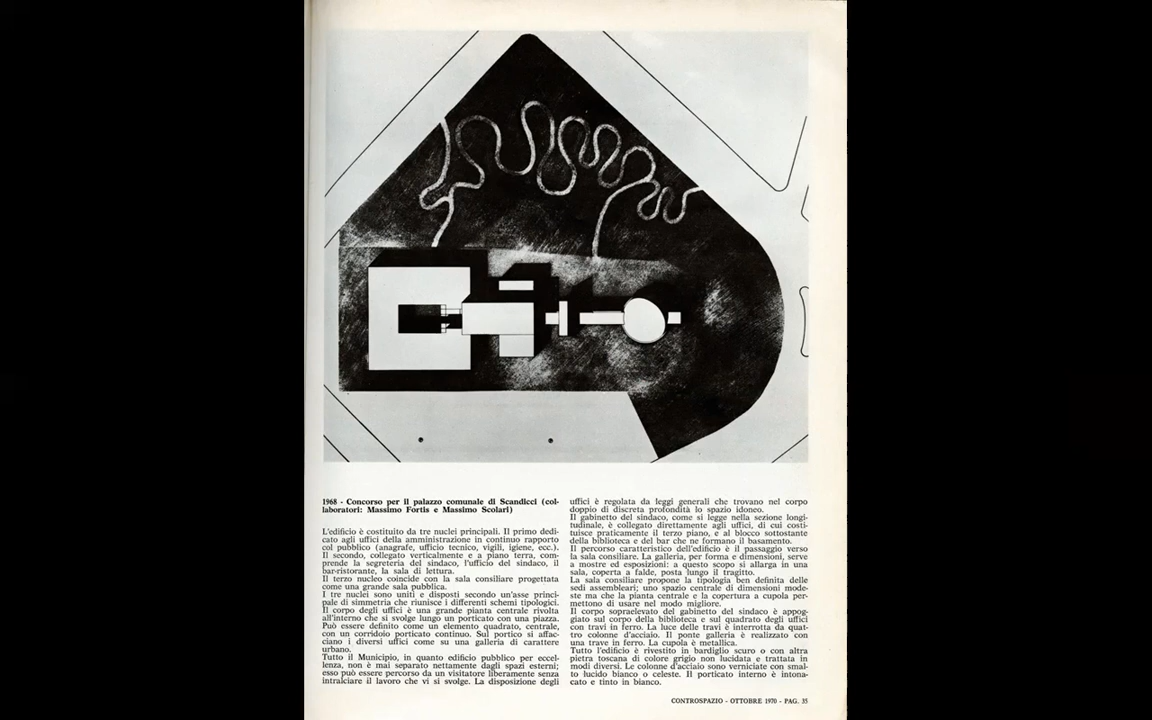 1968 - Concorso per il palazzo comunale di Scandicci (col-
laboratori: Massimo Fortis e Massimo Scolari)
L'edificio è costituito da tre nuclei principali. Il primo dedi-
cato agli uffici della amministrazione in continuo rapporto
col pubblico (anagrafe, ufficio tecnico, vigili, igiene, ecc.).
Il secondo, collegato verticalmente e a piano terra, com-
prende la segreteria del sindaco, l'ufficio del sindaco, il
bar-ristorante, la sala di lettura.
Il terzo nucleo coincide con la sala consiliare progettata
come una grande sala pubblica.
I tre nuclei sono uniti e disposti secondo un'asse princi-
pale di simmetria che riunisce i differenti schemi tipologici.
Il corpo degli uffici è una grande pianta centrale rivolta
all'interno che si svolge lungo un porticato con una piazza.
Può essere definito come un elemento quadrato, centrale,
con un corridoio porticato continuo. Sul portico si affac-
ciano i diversi uffici come su una galleria di carattere
urbano.
Tutto il Municipio, in quanto edificio pubblico per eccel-
lenza, non è mai separato nettamente dagli spazi esterni;
esso può essere percorso da un visitatore liberamente senza
intralciare il lavoro che vi si svolge. La disposizione degli
uffici è regolata da leggi generali che trovano nel corpo
doppio di discreta profondità lo spazio idoneo.
Il gabinetto del sindaco, come si legge nella sezione longi-
tudinale, è collegato direttamente agli uffici, di cui costi-
tuisce praticamente il terzo piano, e al blocco sottostante
della biblioteca e del bar che ne formano il basamento.
Il percorso caratteristico dell'edificio è il passaggio verso
la sala consiliare. La galleria, per forma e dimensioni, serve
a mostre ed esposizioni: a questo scopo si allarga in una
sala, coperta a falde, posta lungo il tragitto.
La sala consiliare propone la tipologia ben definita delle
sedi assembleari; uno spazio centrale di dimensioni mode-
ste ma che la pianta centrale e la copertura a cupola per-
mettono di usare nel modo migliore.
Il corpo sopraelevato del gabinetto del sindaco è appog-
giato sul corpo della biblioteca e sul quadrato degli uffici
con travi in ferro. La luce delle travi è interrotta da quat-
tro colonne d'acciaio. Il ponte galleria è realizzato con
una trave in ferro. La cupola è metallica.
Tutto l'edificio è rivestito in bardiglio scuro o con altra
pietra toscana di colore grigio non lucidata e trattata in
modi diversi. Le colonne d'acciaio sono verniciate con smal-
to lucido bianco o celeste. Il porticato interno è intona-
cato e tinto in bianco.
CONTROSPAZIO - OTTOBRE 1970 - PAG. 35